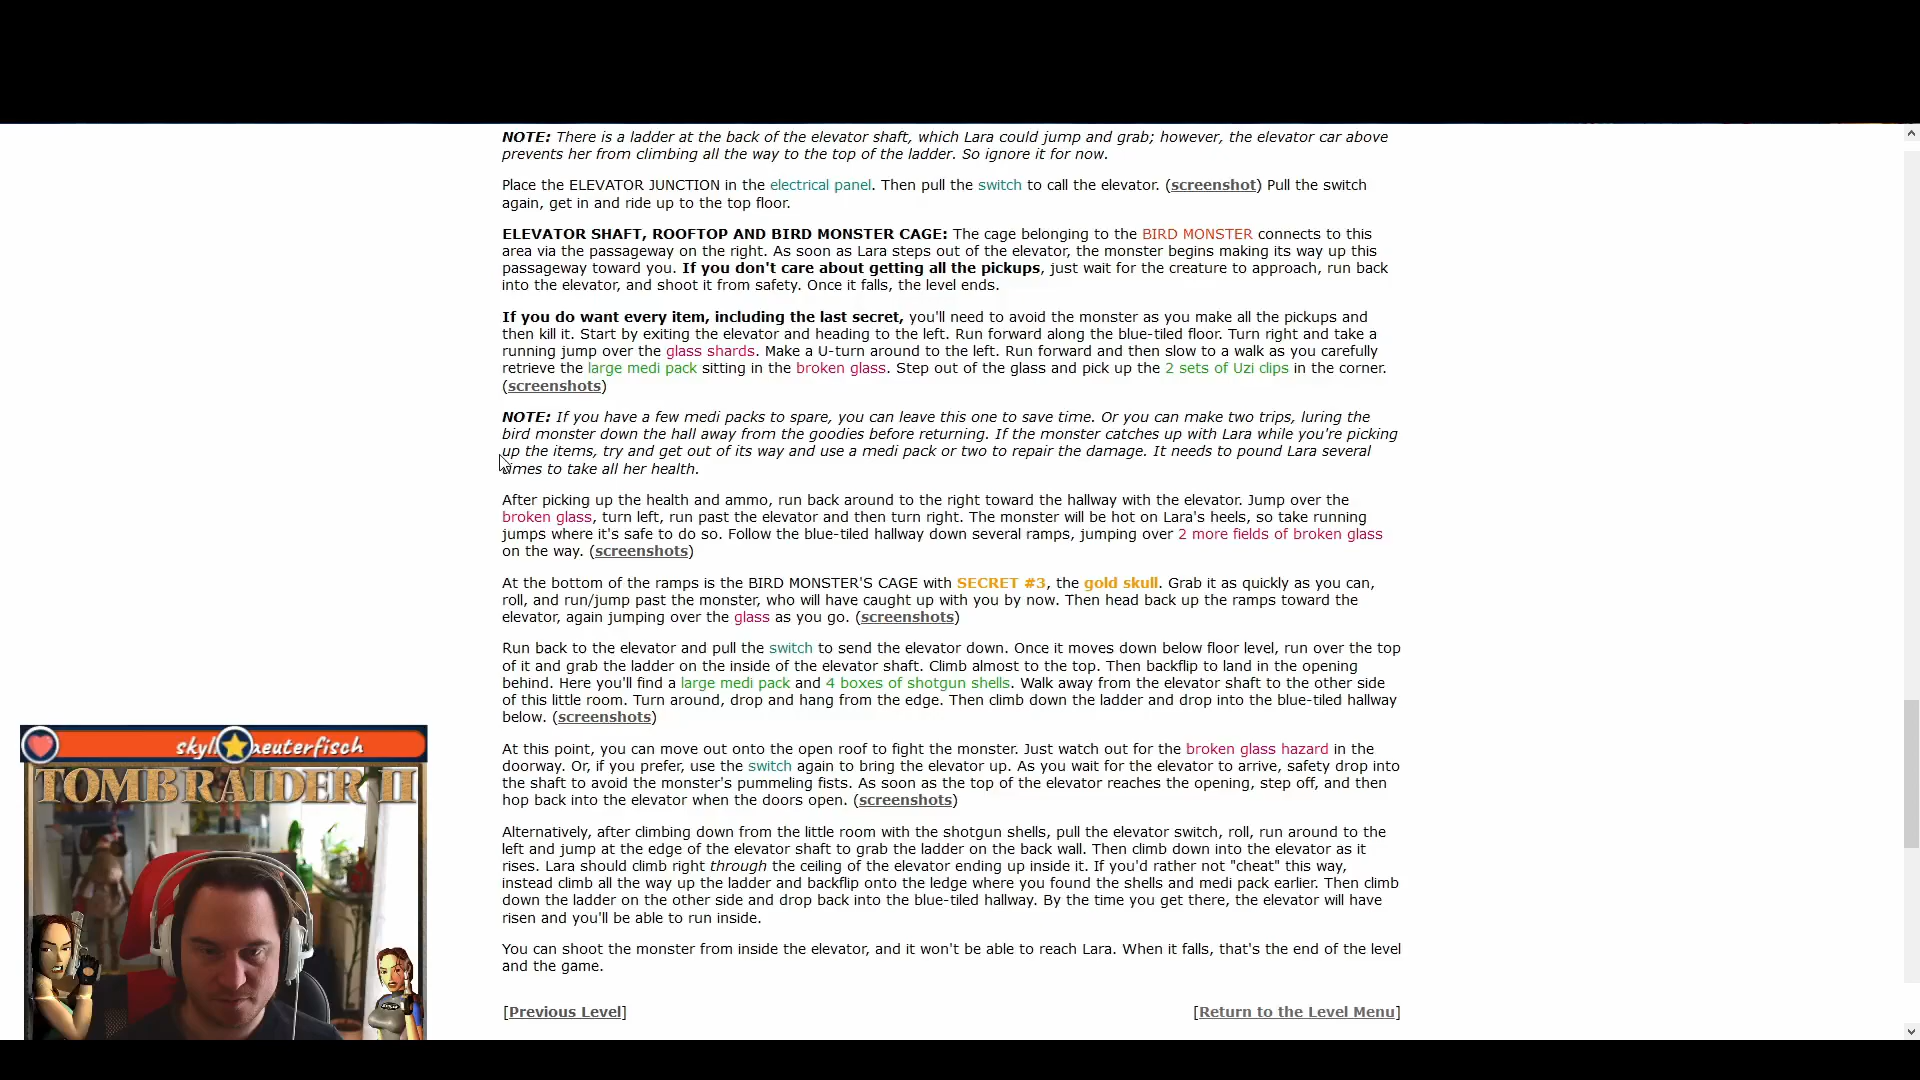 NOTE: There is a ladder at the back of the elevator shaft, which Lara could jump and grab; however, the elevator car above
prevents her from climbing all the way to the top of the ladder. So ignore it for now.
Place the ELEVATOR JUNCTION in the electrical panel. Then pull the switch to call the elevator. (screenshot) Pull the switch
again, get in and ride up to the top floor.
ELEVATOR SHAFT, ROOFTOP AND BIRD MONSTER CAGE: The cage belonging to the BIRD MONSTER connects to this
area via the passageway on the right. As soon as Lara steps out of the elevator, the monster begins making its way up this
passageway toward you. If you don't care about getting all the pickups, just wait for the creature to approach, run back
into the elevator, and shoot it from safety. Once it falls, the level ends.
If you do want every item, including the last secret, you'll need to avoid the monster as you make all the pickups and
then kill it. Start by exiting the elevator and heading to the left. Run forward along the blue-tiled floor. Turn right and take a
running jump over the glass shards. Make a U-turn around to the left. Run forward and then slow to a walk as you carefully
retrieve the large medi pack sitting in the broken glass. Step out of the glass and pick up the 2 sets of Uzi clips in the corner.
(screenshots)
NOTE: If you have a few medi packs to spare, you can leave this one to save time. Or you can make two trips, luring the
bird monster down the hall away from the goodies before returning. If the monster catches up with Lara while you're picking
up the items, try and get out of its way and use a medi pack or two to repair the damage. It needs to pound Lara several
times to take all her health.
After picking up the health and ammo, run back around to the right toward the hallway with the elevator. Jump over the
broken glass, turn left, run past the elevator and then turn right. The monster will be hot on Lara's heels, so take running
jumps where it's safe to do so. Follow the blue-tiled hallway down several ramps, jumping over 2 more fields of broken glass
on the way. (screenshots)
At the bottom of the ramps is the BIRD MONSTER'S CAGE with SECRET #3, the gold skull. Grab it as quickly as you can,
roll, and run/jump past the monster, who will have caught up with you by now. Then head back up the ramps toward the
elevator, again jumping over the glass as you go. (screenshots)
Run back to the elevator and pull the switch to send the elevator down. Once it moves down below floor level, run over the top
of it and grab the ladder on the inside of the elevator shaft. Climb almost to the top. Then backflip to land in the opening
behind. Here you'll find a large medi pack and 4 boxes of shotgun shells. Walk away from the elevator shaft to the other side
of this little room. Turn around, drop and hang from the edge. Then climb down the ladder and drop into the blue-tiled hallway
below. (screenshots)
At this point, you can move out onto the open roof to fight the monster. Just watch out for the broken glass hazard in the
doorway. Or, if you prefer, use the switch again to bring the elevator up. As you wait for the elevator to arrive, safety drop into
the shaft to avoid the monster's pummeling fists. As soon as the top of the elevator reaches the opening, step off, and then
hop back into the elevator when the doors open. (screenshots)
Alternatively, after climbing down from the little room with the shotgun shells, pull the elevator switch, roll, run around to the
left and jump at the edge of the elevator shaft to grab the ladder on the back wall. Then climb down into the elevator as it
rises. Lara should climb right through the ceiling of the elevator ending up inside it. If you'd rather not "cheat" this way,
instead climb all the way up the ladder and backflip onto the ledge where you found the shells and medi pack earlier. Then climb
down the ladder on the other side and drop back into the blue-tiled hallway. By the time you get there, the elevator will have
risen and you'll be able to run inside.
You can shoot the monster from inside the elevator, and it won't be able to reach Lara. When it falls, that's the end of the level
and the game.
[Previous Level]
[Return to the Level Menu]
TOMB RAIDER II